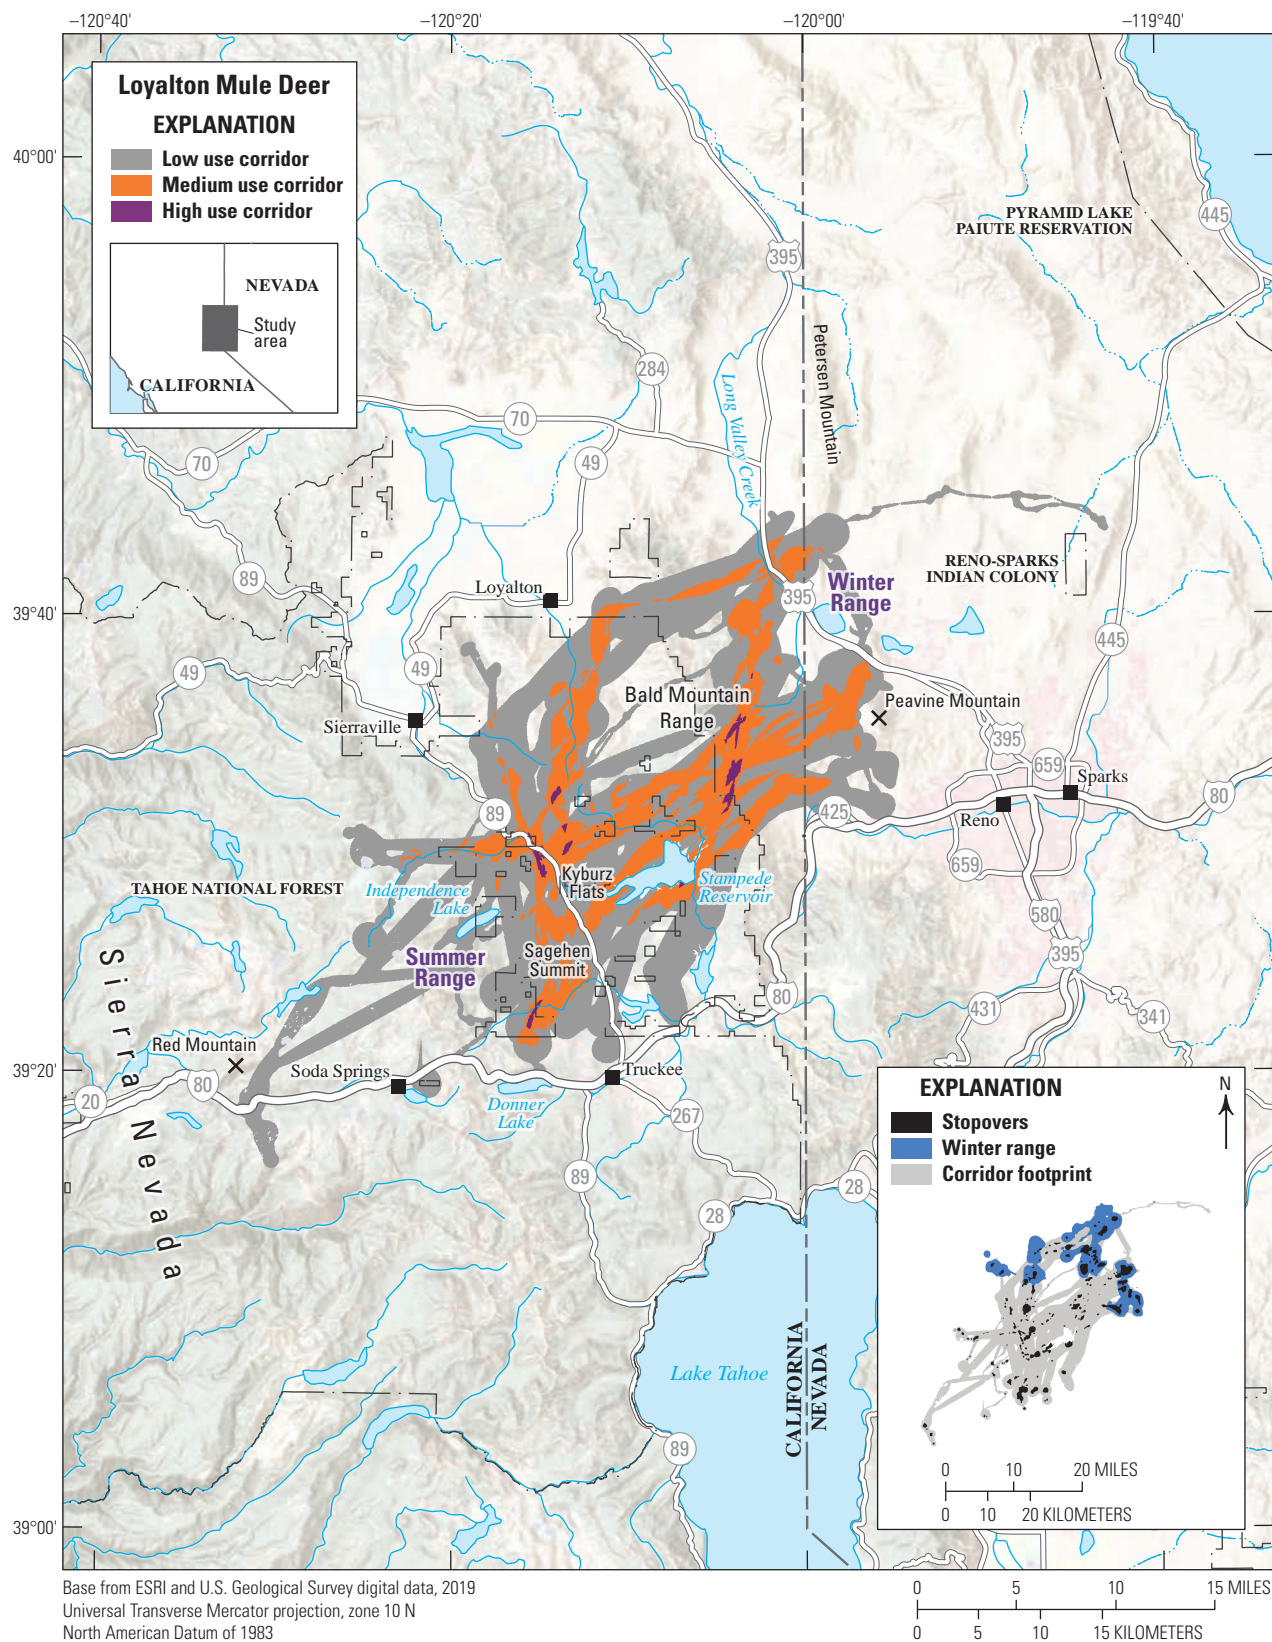 –120°40'
–120°20'
–120°00'
–119°40'
Loyalton Mule Deer
EXPLANATION
Low use corridor
Medium use corridor
High use corridor
NEVADA
Study
area
CALIFORNIA
40°00'
39°40'
39°20'
39°00'
445
PYRAMID LAKE
PAIUTE RESERVATION
395
Petersen Mountain
284
Long Valley Creek
70
70
49
RENO-SPARKS
INDIAN COLONY
89
Loyalton
Winter
Range
395
445
49
49
Bald Mountain
Range
Peavine Mountain
Sierraville
395
659
Sparks
80
89
425
Reno
659
Kyburz
Flats
Stampede
Reservoir
TAHOE NATIONAL FOREST
Independence
Lake
580
Summer
Range
Sagehen
Summit
395
80
431
341
Sierra Nevada
Red Mountain
Soda Springs
Truckee
80
20
Donner
Lake
267
89
28
28
Lake Tahoe
CALIFORNIA
NEVADA
89
EXPLANATION
N
Stopovers
Winter range
Corridor footprint
0 10 20 MILES
0 10 20 KILOMETERS
Base from ESRI and U.S. Geological Survey digital data, 2019
Universal Transverse Mercator projection, zone 10 N
North American Datum of 1983
0 5 10 15 MILES
0 5 10 15 KILOMETERS